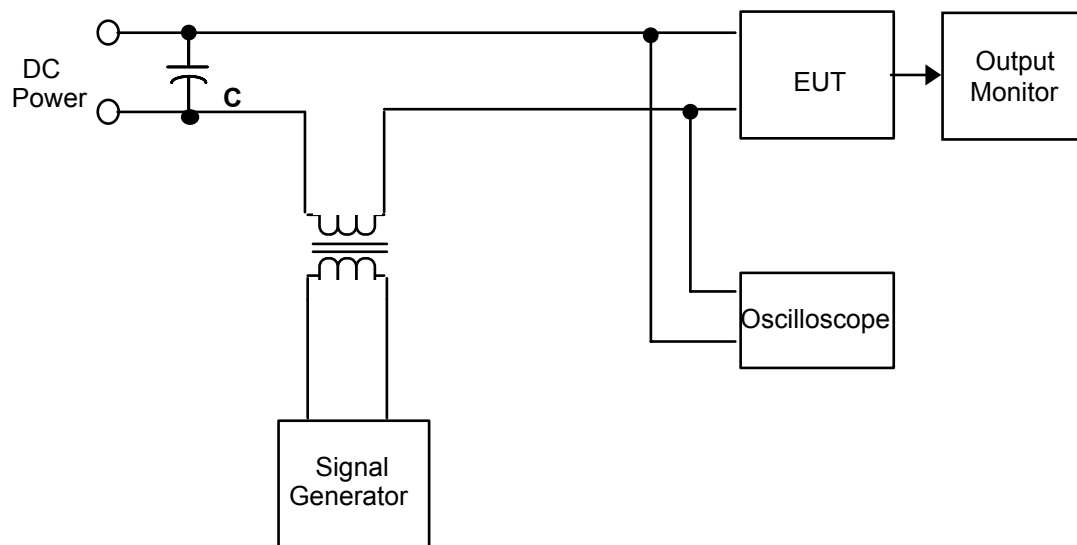 DC
Power
C
EUT
Output
Monitor
Oscilloscope
Signal
Generator